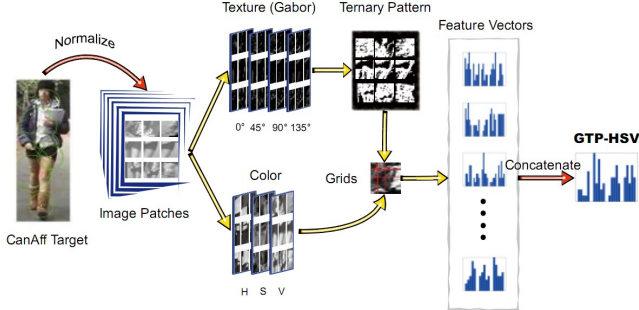 Texture (Gabor)
Ternary Pattern
Feature Vectors
Normalize
0° 45° 90° 135°
GTP-HSV
Concatenate
Color
Grids
Image Patches
CanAff Target
H S V